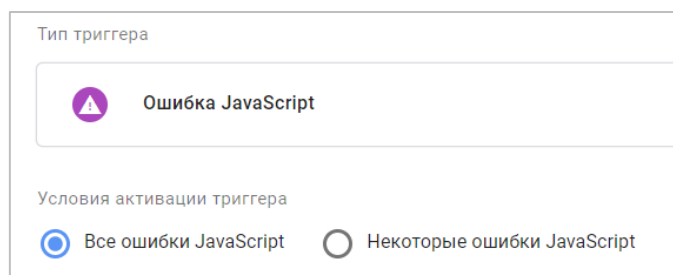 Тип триггера
Ошибка JavaScript
Условия активации триггера
Все ошибки JavaScript Некоторые ошибки JavaScript